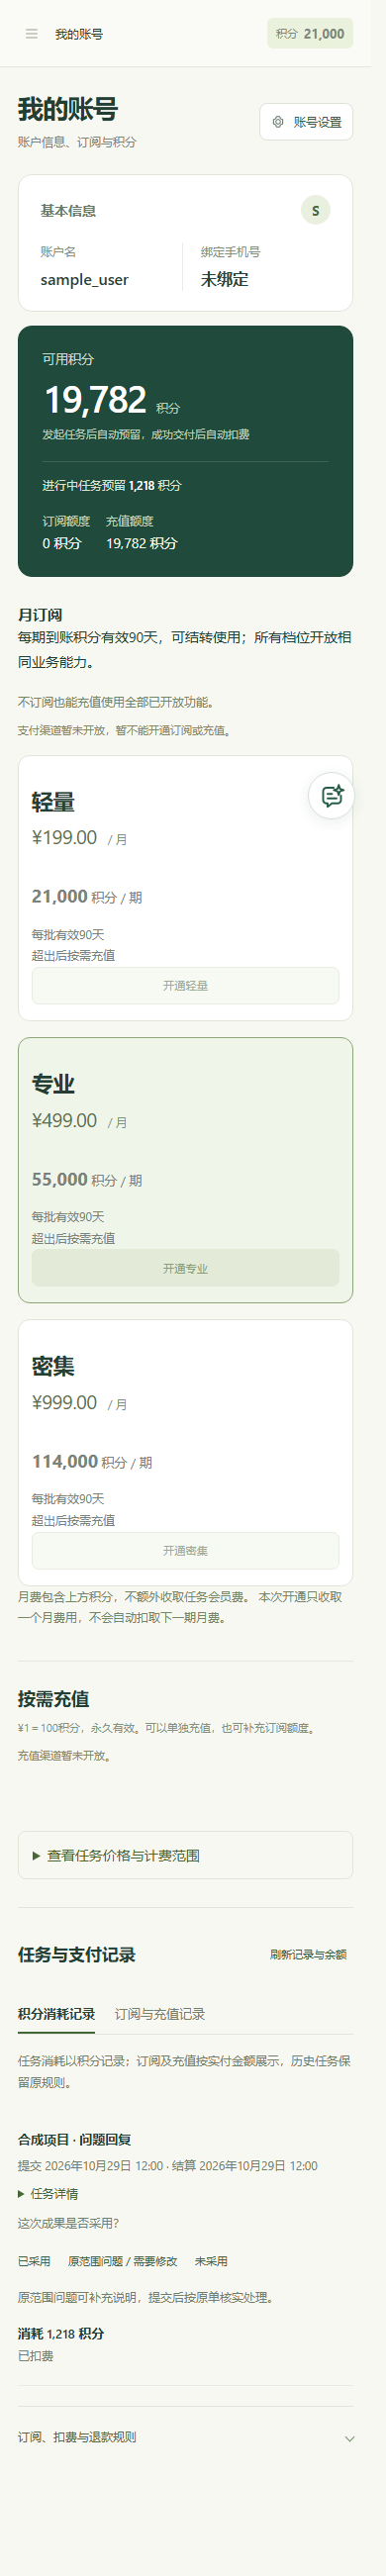 我的账号
积分 21,000
我的账号
账户信息、订阅与积分
账号设置
基本信息
S
账户名
绑定手机号
sample_user
未绑定
可用积分
19,782 积分
发起任务后自动预留，成功交付后自动扣费
进行中任务预留 1,218 积分
订阅额度
充值额度
0 积分
19,782 积分
月订阅
每期到账积分有效90天，可结转使用；所有档位开放相
同业务能力。
不订阅也能充值使用全部已开放功能。
支付渠道暂未开放，暂不能开通订阅或充值。
轻量
¥199.00 / 月
21,000 积分 / 期
每批有效90天
超出后按需充值
开通轻量
专业
¥499.00 / 月
55,000 积分 / 期
每批有效90天
超出后按需充值
开通专业
密集
¥999.00 / 月
114,000 积分 / 期
每批有效90天
超出后按需充值
开通密集
月费包含上方积分，不额外收取任务会员费。 本次开通只收取
一个月费用，不会自动扣取下一期月费。
按需充值
¥1 = 100积分，永久有效。可以单独充值，也可补充订阅额度。
充值渠道暂未开放。
查看任务价格与计费范围
任务与支付记录
刷新记录与余额
积分消耗记录
订阅与充值记录
任务消耗以积分记录；订阅及充值按实付金额展示，历史任务保
留原规则。
合成项目 · 问题回复
提交 2026年10月29日 12:00 · 结算 2026年10月29日 12:00
任务详情
这次成果是否采用？
已采用
原范围问题 / 需要修改
未采用
原范围问题可补充说明，提交后按原单核实处理。
消耗 1,218 积分
已扣费
订阅、扣费与退款规则